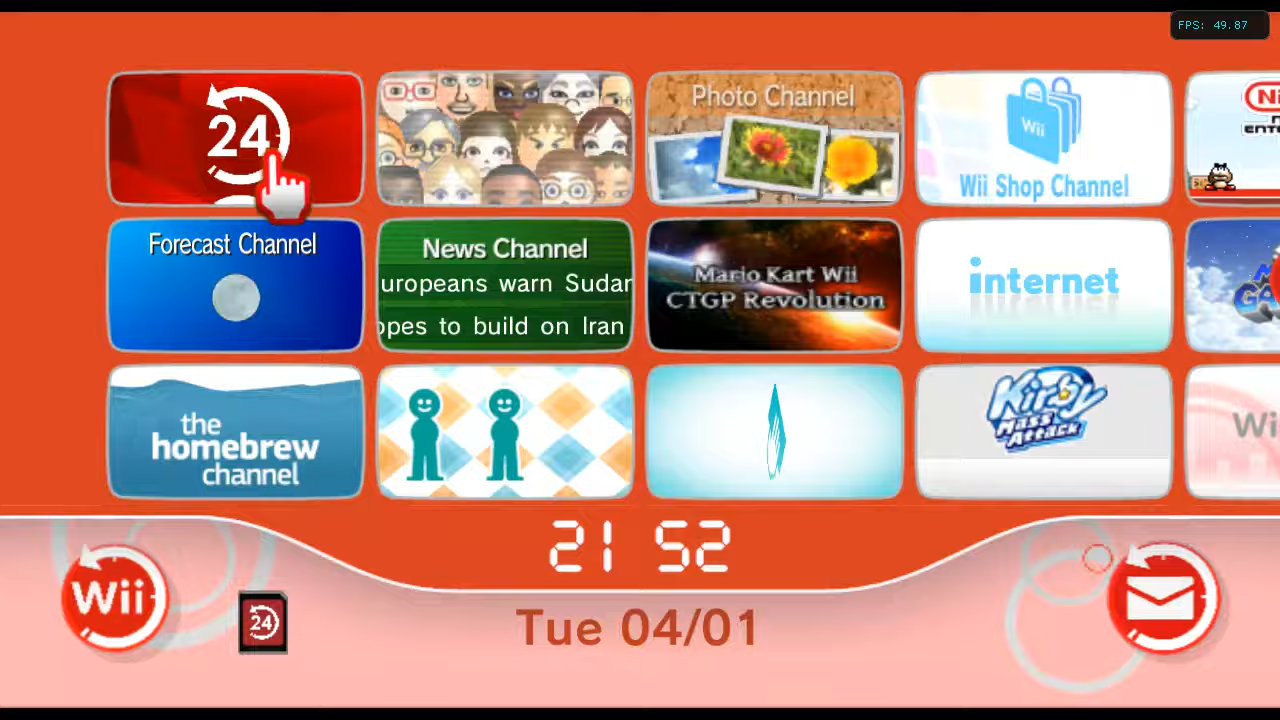 FPS: 49.87
24
Photo Channel
Wii
Wii Shop Channel
Forecast Channel
News Channel
uropeans warn Sudan
opes to build on Iran
Mario Kart Wii
CTGP Revolution
internet
the
homebrew
channel
Kirby
Mass
Attack
Wi
21 52
Wii
24
Tue 04/01